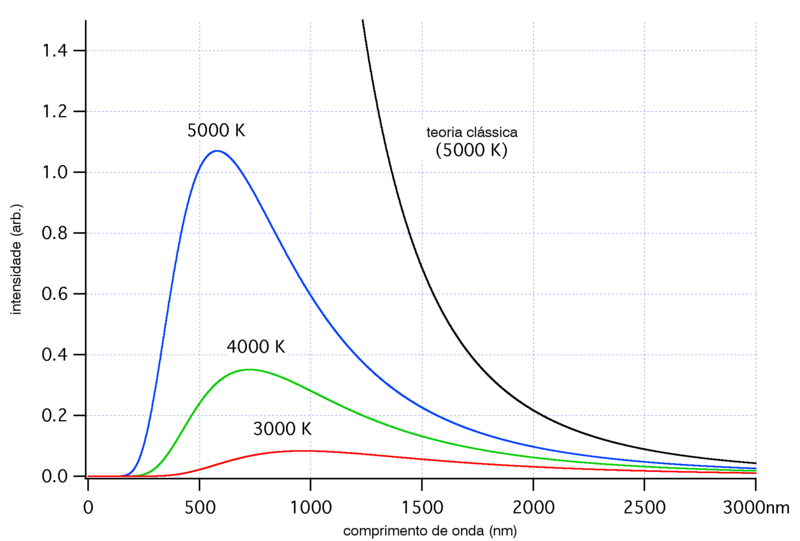 1.4
1.2
1.0
0.8
0.6
0.4
0.2
0.0
intensidade (arb.)
5000 K
4000 K
3000 K
teoria clássica
(5000 K)
0 500 1000 1500 2000 2500 3000nm
comprimento de onda (nm)